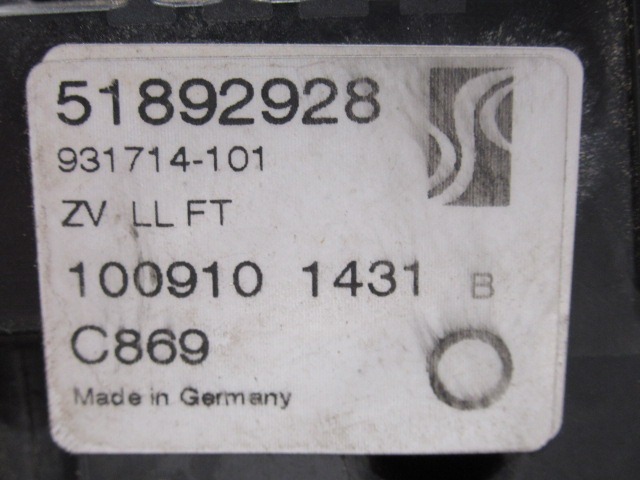 51892928
931714-101
ZV LL FT
100910 1431 B
C869
Made in Germany